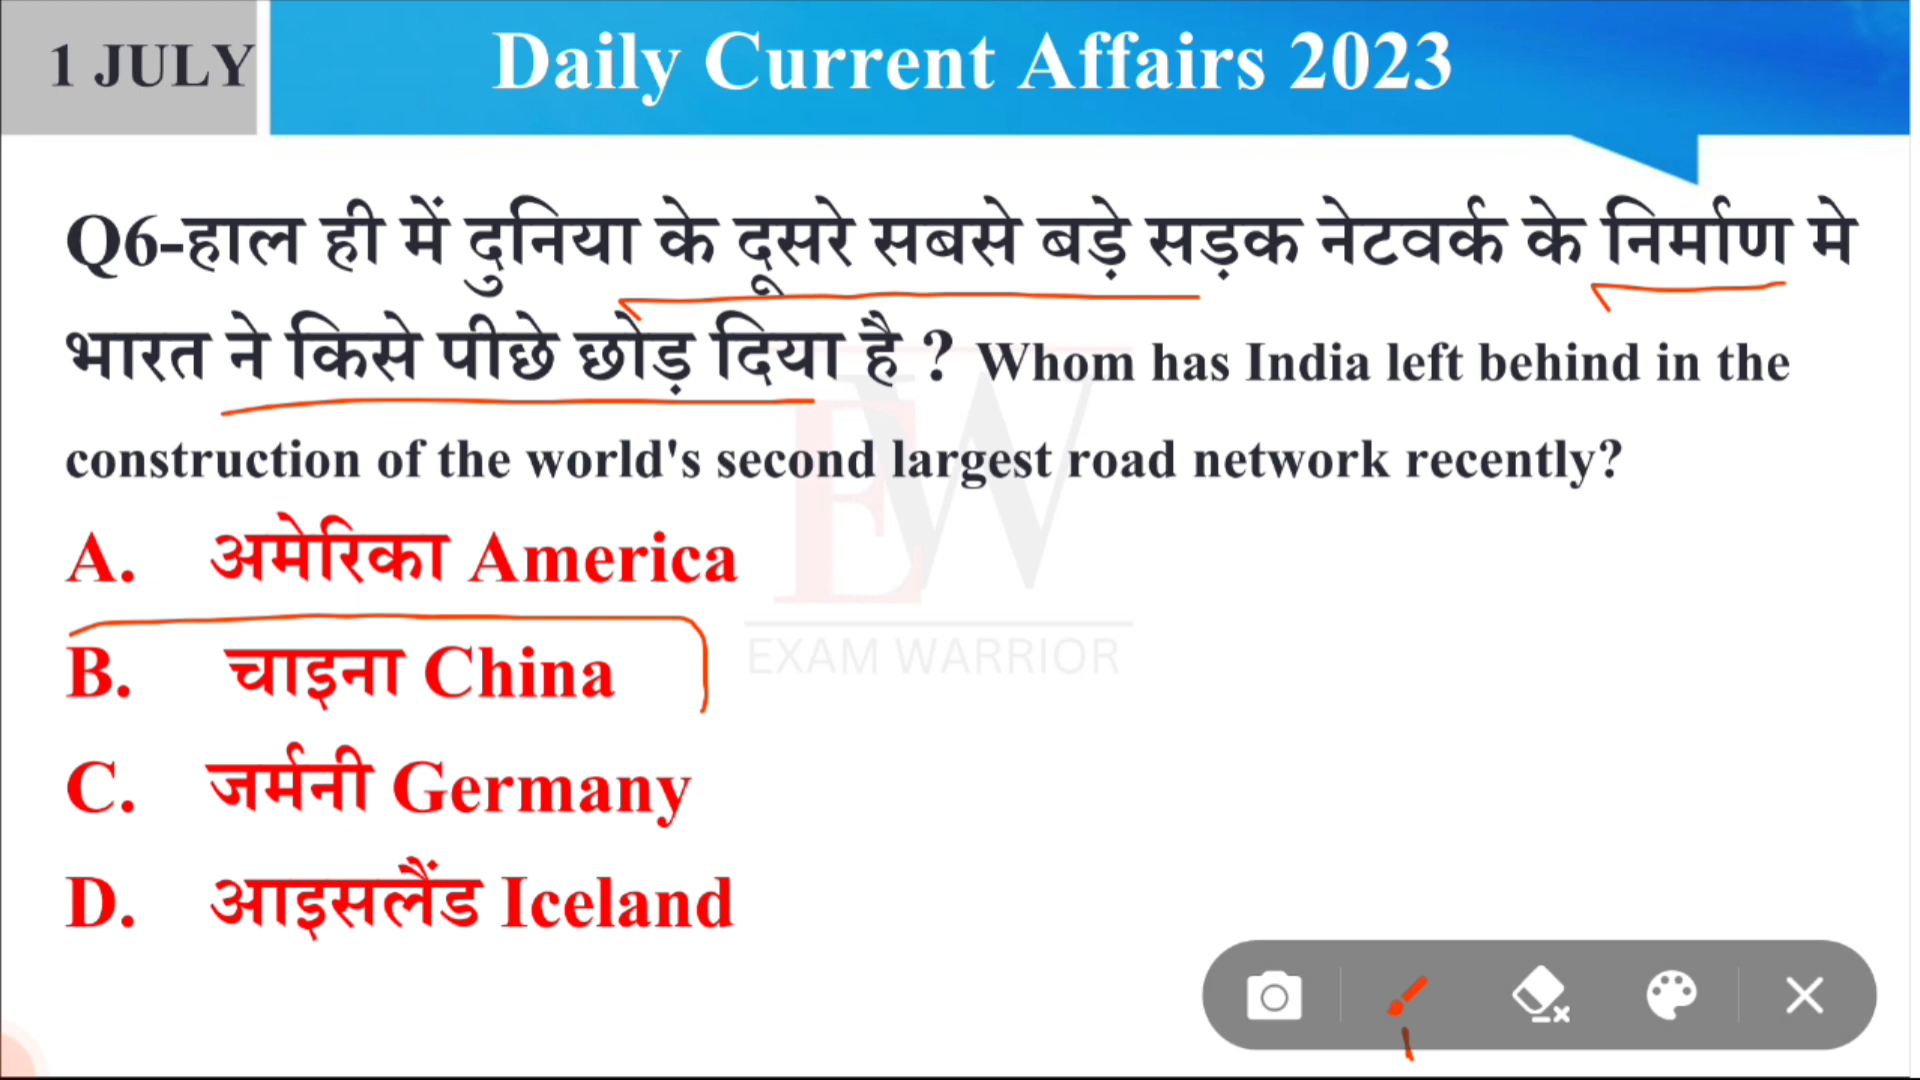 1 JULY
Daily Current Affairs 2023
Q6-हाल ही में दुनिया के दूसरे सबसे बड़े सड़क नेटवर्क के निर्माण मे
भारत ने किसे पीछे छोड़ दिया है ? Whom has India left behind in the
construction of the world's second largest road network recently?
A. अमेरिका America
B. चाइना China
C. जर्मनी Germany
D. आइसलैंड Iceland
EW
EXAM WARRIOR